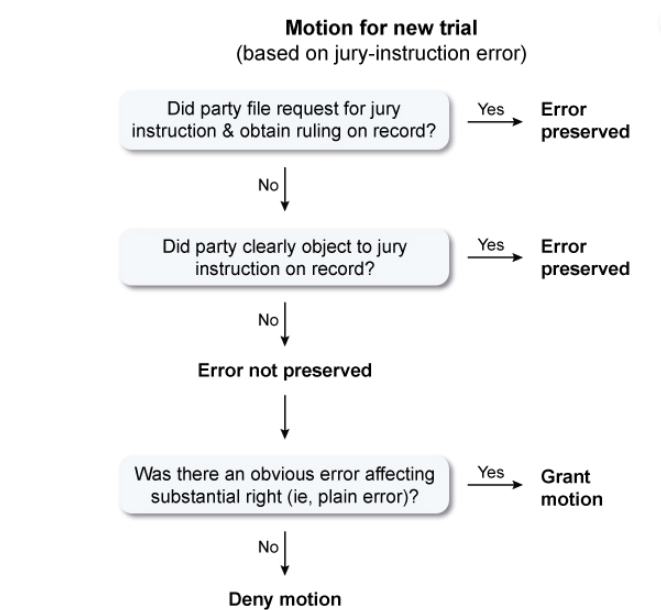 Motion for new trial
(based on jury-instruction error)
Did party file request for jury
instruction & obtain ruling on record?
Yes
Error
preserved
No
Did party clearly object to jury
instruction on record?
Yes
Error
preserved
No
Error not preserved
Was there an obvious error affecting
substantial right (ie, plain error)?
Yes
Grant
motion
No
Deny motion